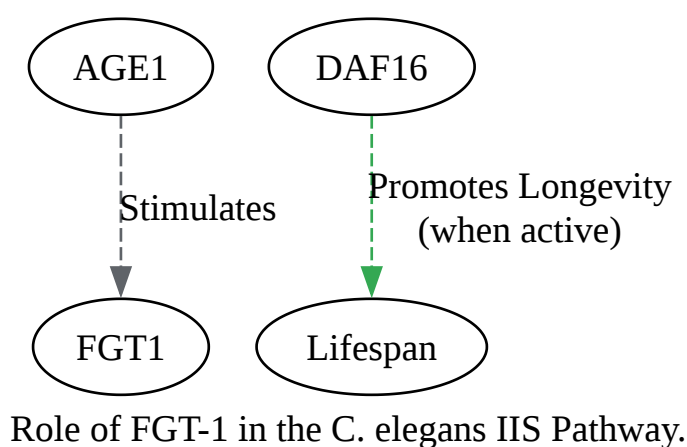 AGE1
DAF16
Stimulates
Promotes Longevity
(when active)
FGT1
Lifespan
Role of FGT-1 in the C. elegans IIS Pathway.